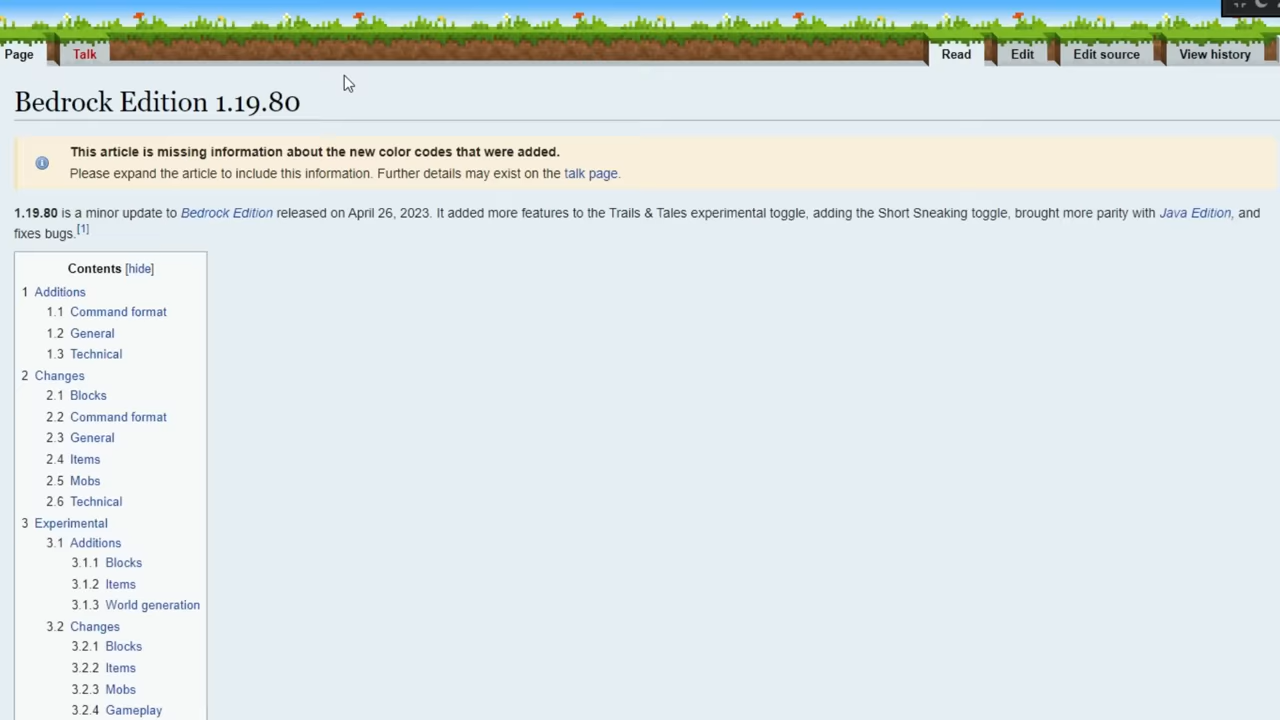 Page Talk Read Edit Edit source View history
Bedrock Edition 1.19.80
This article is missing information about the new color codes that were added.
Please expand the article to include this information. Further details may exist on the talk page.
1.19.80 is a minor update to Bedrock Edition released on April 26, 2023. It added more features to the Trails & Tales experimental toggle, adding the Short Sneaking toggle, brought more parity with Java Edition, and
fixes bugs.[1]
Contents [hide]
1 Additions
1.1 Command format
1.2 General
1.3 Technical
2 Changes
2.1 Blocks
2.2 Command format
2.3 General
2.4 Items
2.5 Mobs
2.6 Technical
3 Experimental
3.1 Additions
3.1.1 Blocks
3.1.2 Items
3.1.3 World generation
3.2 Changes
3.2.1 Blocks
3.2.2 Items
3.2.3 Mobs
3.2.4 Gameplay